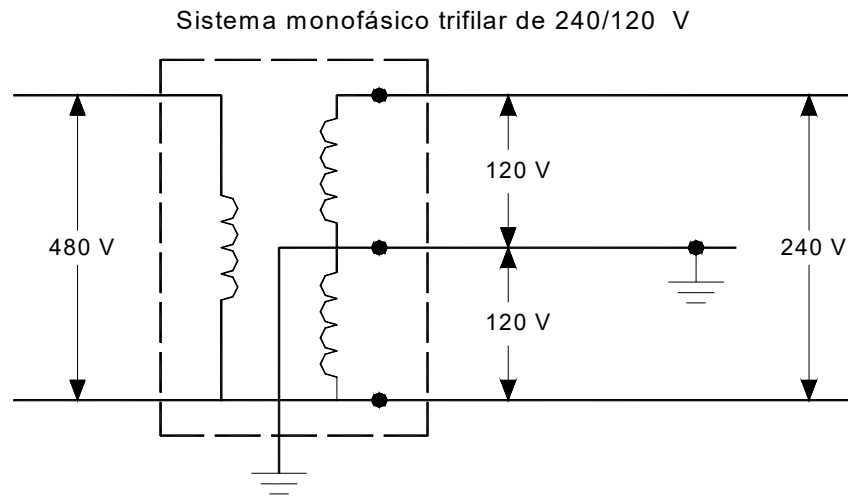 Sistema monofásico trifilar de 240/120 V
120 V
480 V
240 V
120 V